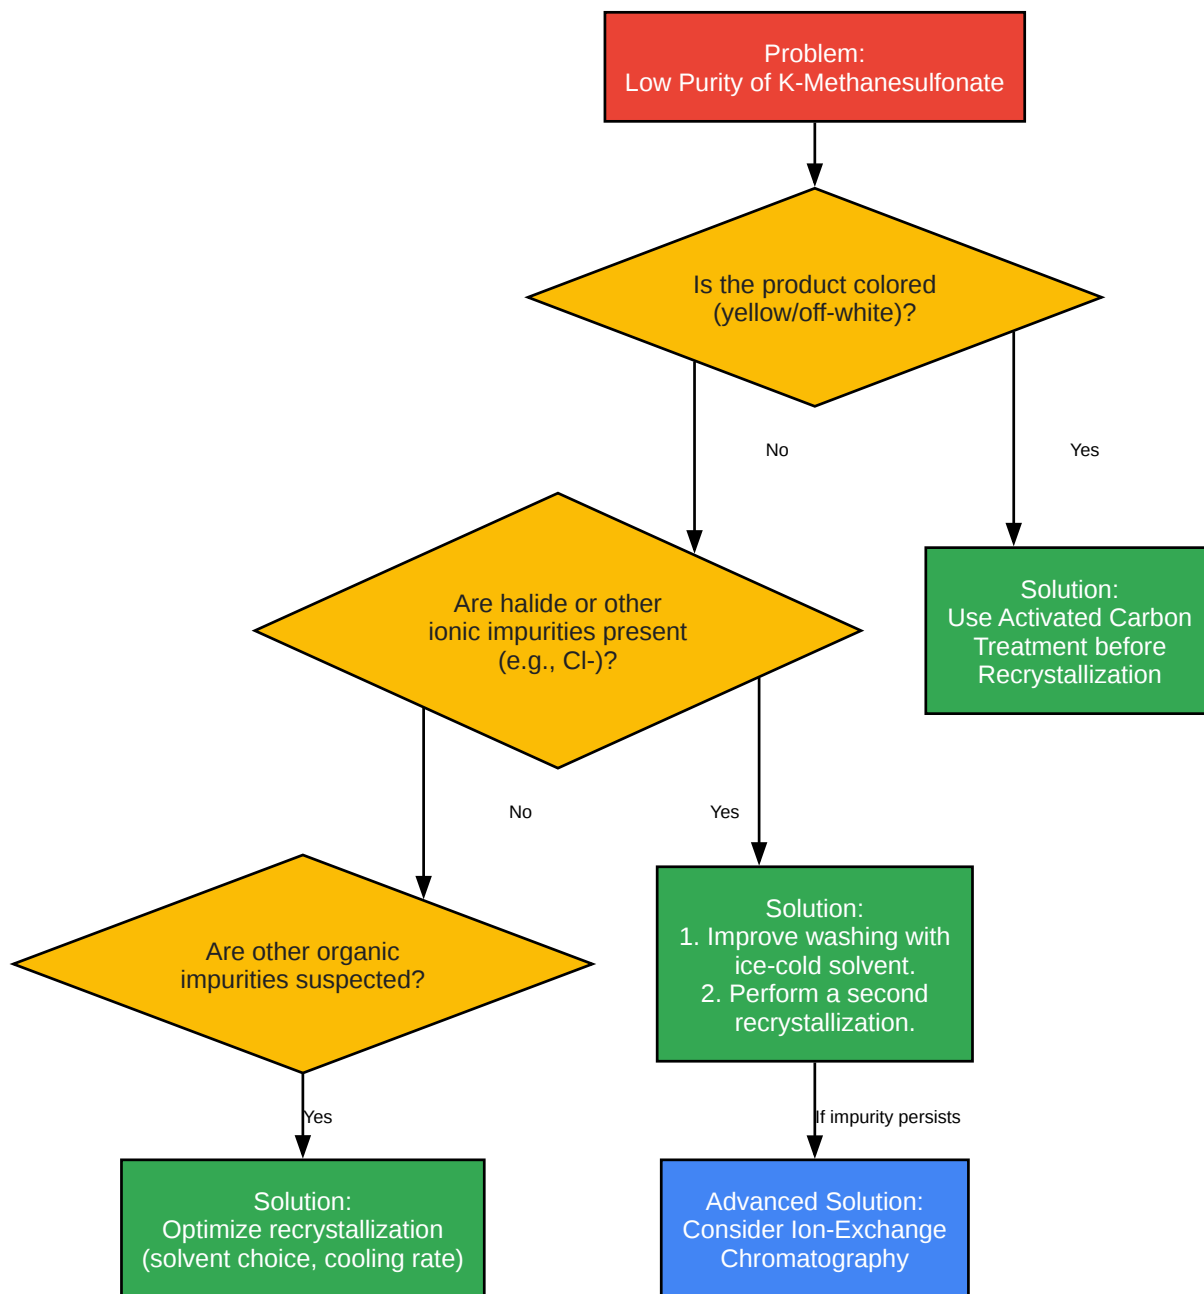 Problem:
Low Purity of K-Methanesulfonate
Is the product colored
(yellow/off-white)?
No
Yes
Are halide or other
ionic impurities present
(e.g., Cl-)?
Solution:
Use Activated Carbon
Treatment before
Recrystallization
No
Yes
Are other organic
impurities suspected?
Solution:
1. Improve washing with
ice-cold solvent.
2. Perform a second
recrystallization.
Yes
If impurity persists
Solution:
Optimize recrystallization
(solvent choice, cooling rate)
Advanced Solution:
Consider Ion-Exchange
Chromatography